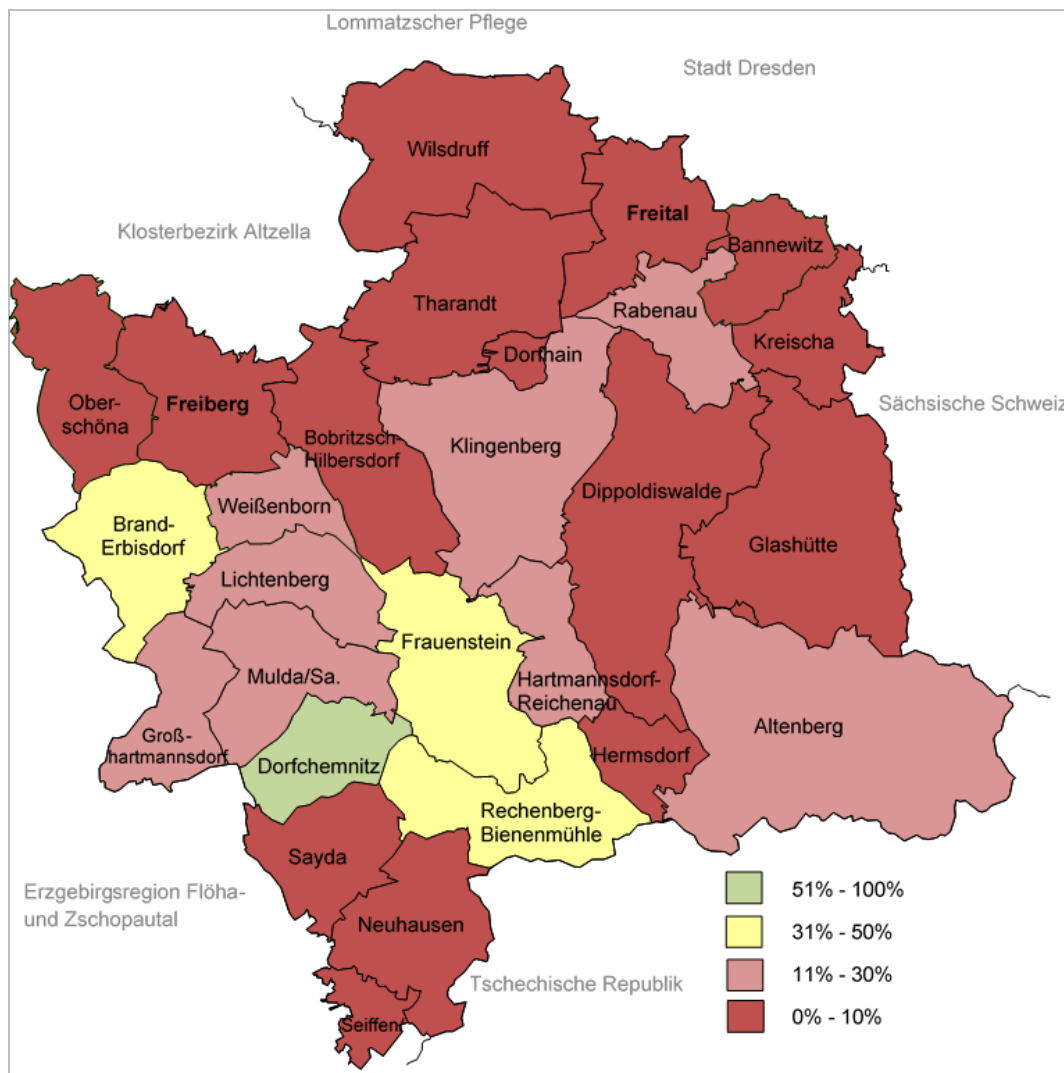 Lommatzscher Pflege
Stadt Dresden
Wilsdruff
Freital
Klosterbezirk Altzella
Bannewitz
Tharandt
Rabenau
Kreischa
Dorfhain
Ober-
schöna
Freiberg
Sächsische Schweiz
Bobritzsch-
Hilbersdorf
Klingenberg
Dippoldiswalde
Weißenborn
Brand-
Erbisdorf
Glashütte
Lichtenberg
Frauenstein
Mulda/Sa.
Hartmannsdorf-
Reichenau
Altenberg
Groß-
hartmannsdorf
Dorfchemnitz
Hermsdorf
Rechenberg-
Bienenmühle
Sayda
Erzgebirgsregion Flöha-
und Zschopautal
Neuhausen
Tschechische Republik
Seiffen
51% - 100%
31% - 50%
11% - 30%
0% - 10%